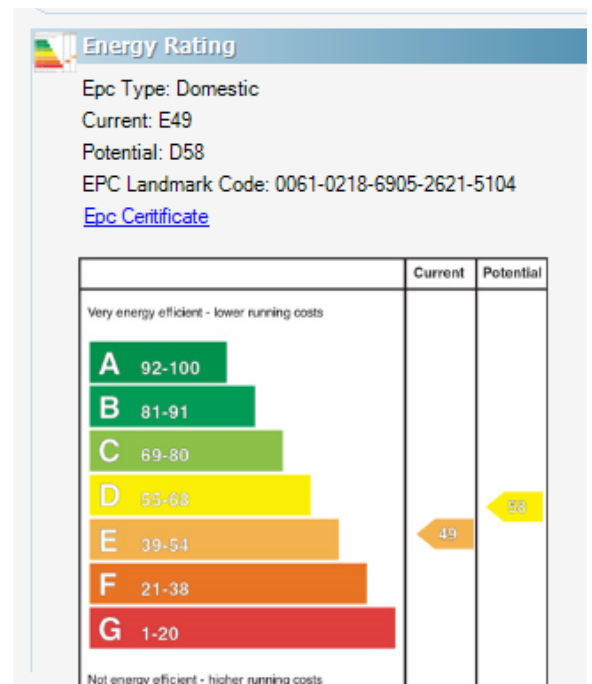 Energy Rating
Epc Type: Domestic
Current: E49
Potential: D58
EPC Landmark Code: 0061-0218-6905-2621-5104
Epc Ceritificate
Current Potential
Very energy efficient - lower running costs
A 92-100
B 81-91
C 69-80
D 55-68
58
E 39-54
49
F 21-38
G 1-20
Not energy efficient - higher running costs